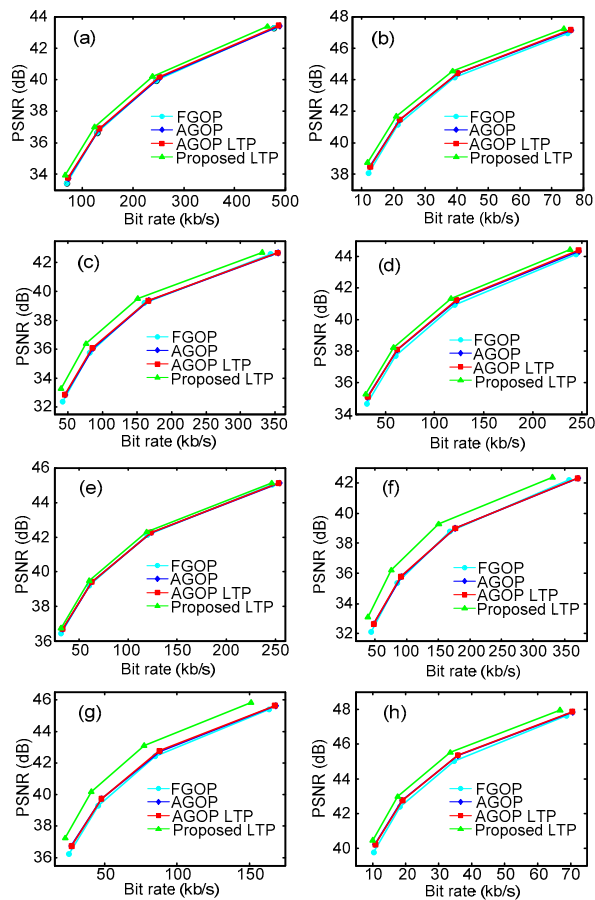 (a)
PSNR (dB)
44
42
40
38
36
34
FGOP
AGOP
AGOP LTP
Proposed LTP
100 200 300 400 500
Bit rate (kb/s)
(b)
PSNR (dB)
48
46
44
42
40
38
36
FGOP
AGOP
AGOP LTP
Proposed LTP
10 20 30 40 50 60 70 80
Bit rate (kb/s)
(c)
PSNR (dB)
42
40
38
36
34
32
FGOP
AGOP
AGOP LTP
Proposed LTP
50 100 150 200 250 300 350
Bit rate (kb/s)
(d)
PSNR (dB)
44
42
40
38
36
34
FGOP
AGOP
AGOP LTP
Proposed LTP
50 100 150 200 250
Bit rate (kb/s)
(e)
PSNR (dB)
46
44
42
40
38
36
FGOP
AGOP
AGOP LTP
Proposed LTP
50 100 150 200 250
Bit rate (kb/s)
(f)
PSNR (dB)
42
40
38
36
34
32
FGOP
AGOP
AGOP LTP
Proposed LTP
50 100 150 200 250 300 350
Bit rate (kb/s)
(g)
PSNR (dB)
46
44
42
40
38
36
FGOP
AGOP
AGOP LTP
Proposed LTP
50 100 150
Bit rate (kb/s)
(h)
PSNR (dB)
48
46
44
42
40
FGOP
AGOP
AGOP LTP
Proposed LTP
10 20 30 40 50 60 70
Bit rate (kb/s)